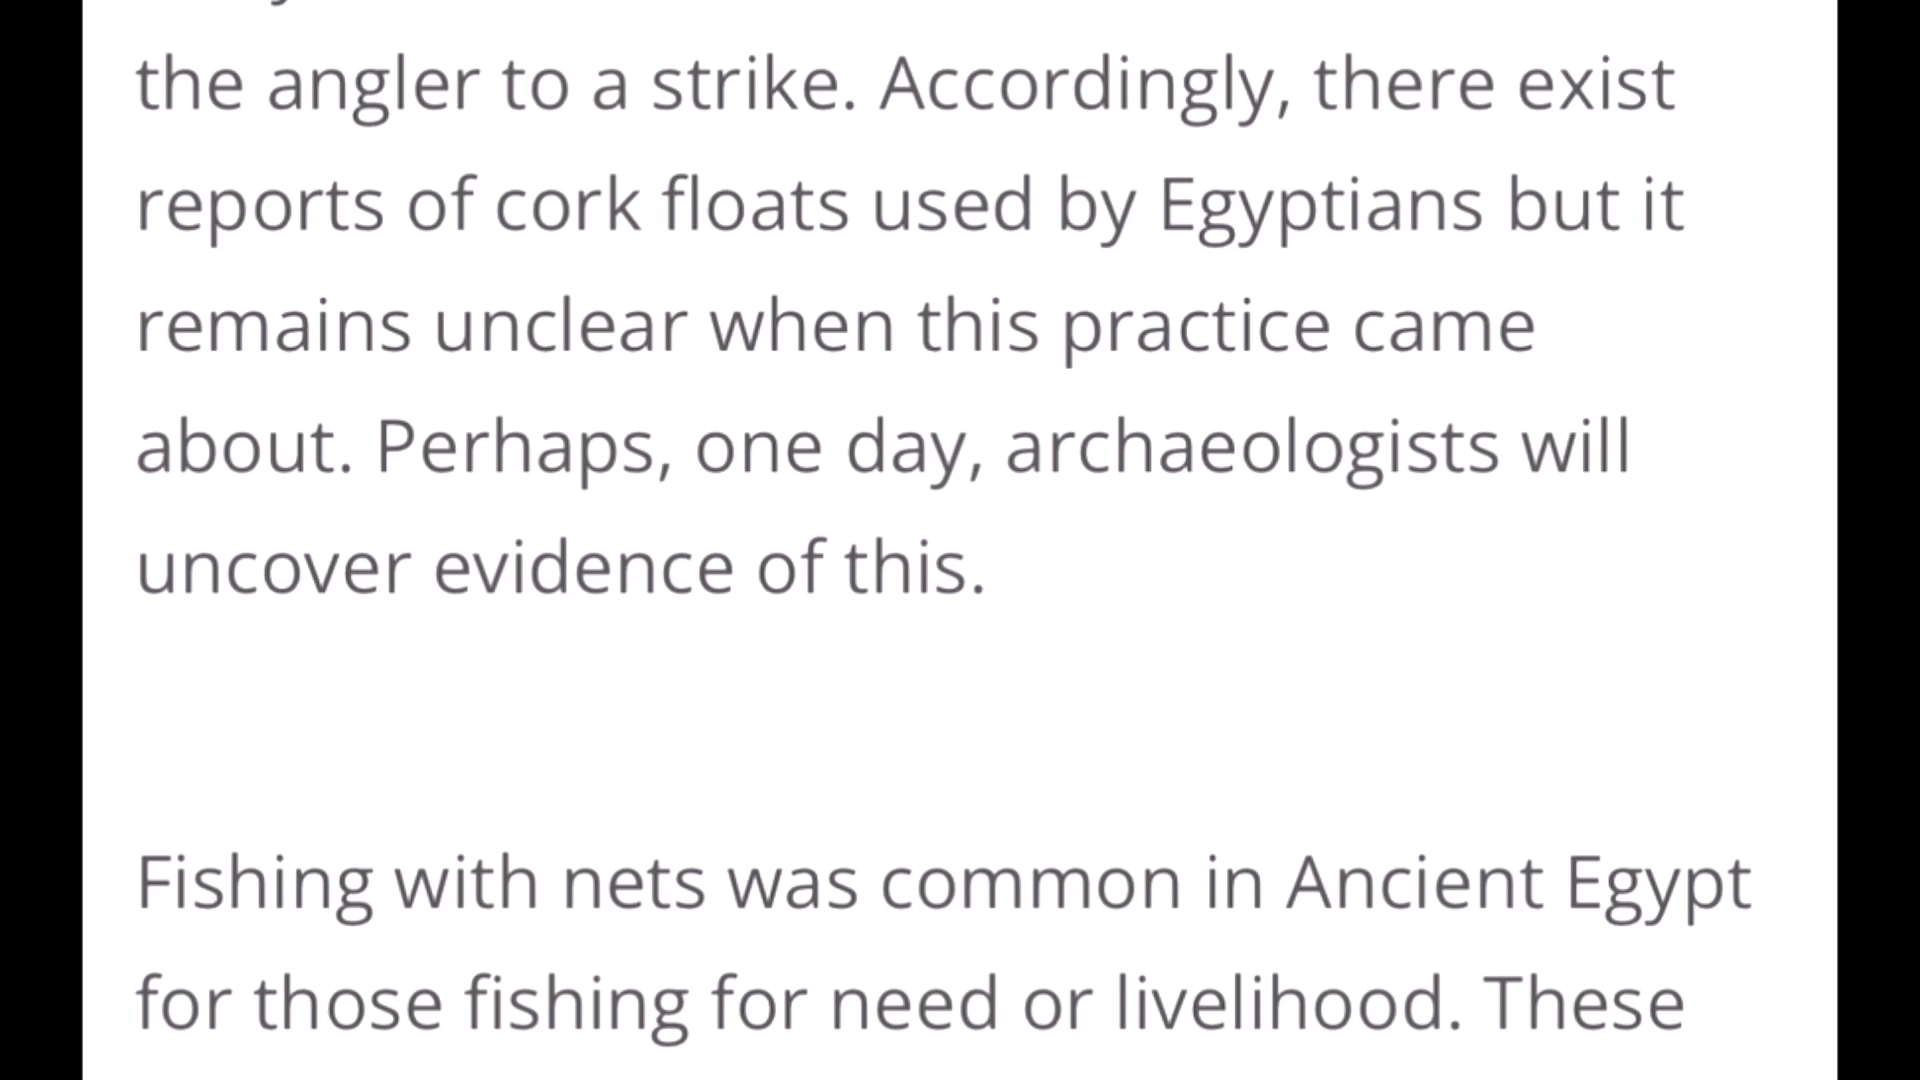 the angler to a strike. Accordingly, there exist
reports of cork floats used by Egyptians but it
remains unclear when this practice came
about. Perhaps, one day, archaeologists will
uncover evidence of this.
Fishing with nets was common in Ancient Egypt
for those fishing for need or livelihood. These